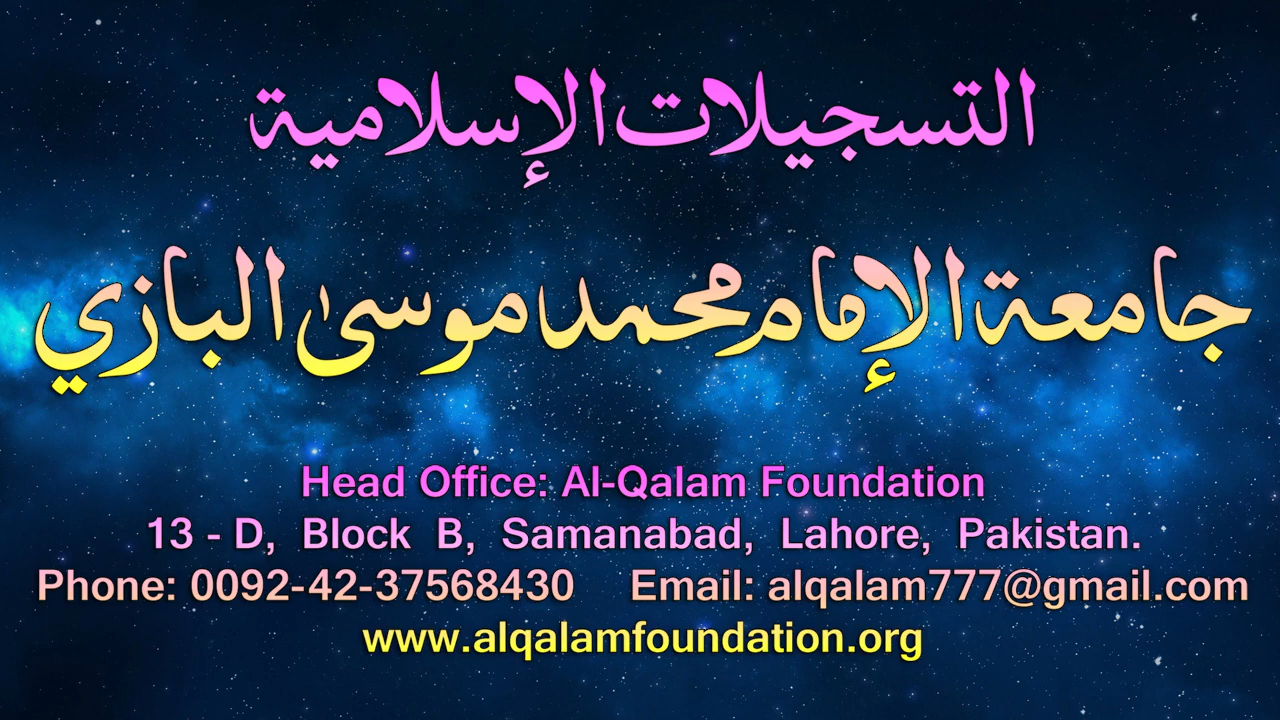 التسجيلات الإسلامية
جامعة الإمام محمد موسىٰ البازي
Head Office: Al-Qalam Foundation
13 - D, Block B, Samanabad, Lahore, Pakistan.
Phone: 0092-42-37568430 Email: alqalam777@gmail.com
www.alqalamfoundation.org